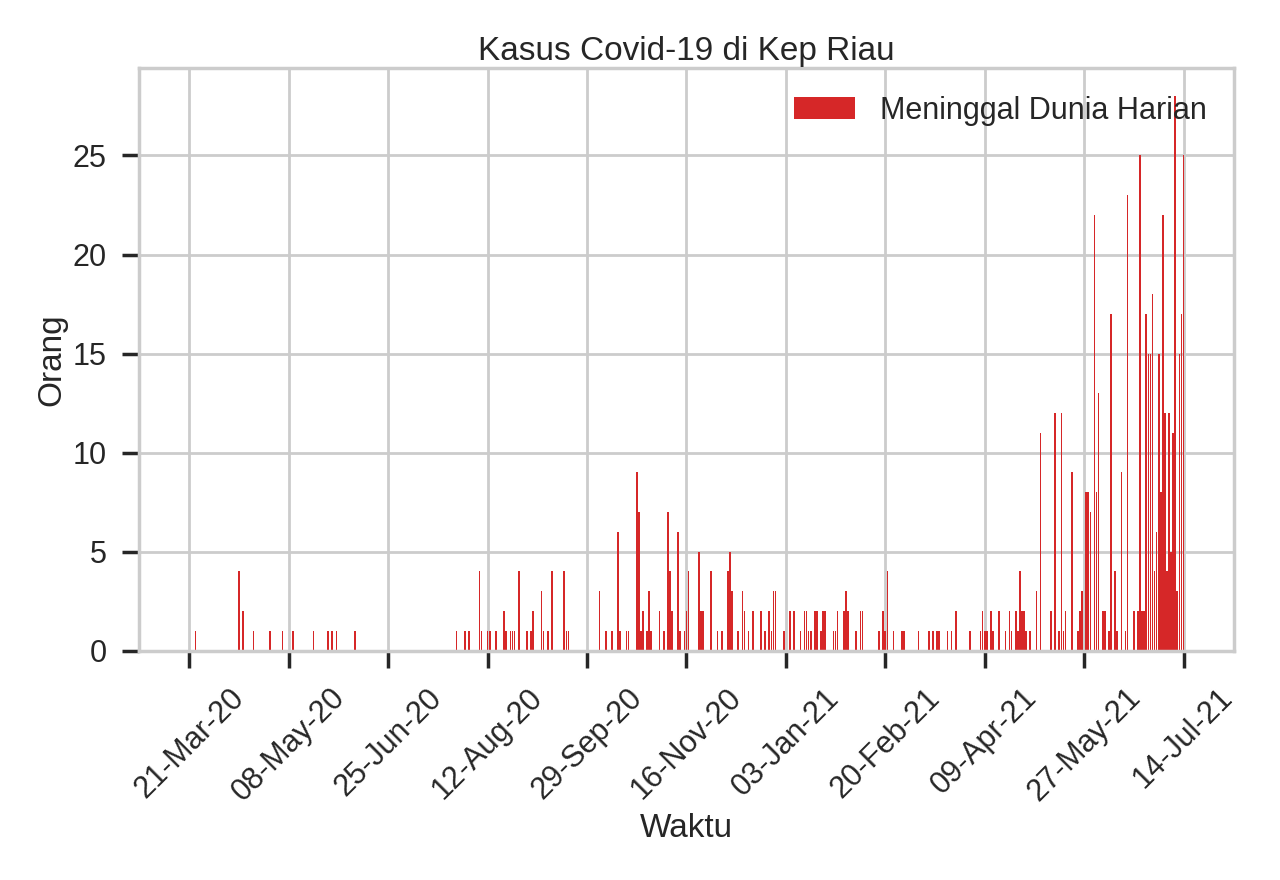 Kasus Covid-19 di Kep Riau
Meninggal Dunia Harian
Orang
25
20
15
10
5
0
21-Mar-20
08-May-20
25-Jun-20
12-Aug-20
29-Sep-20
16-Nov-20
03-Jan-21
20-Feb-21
09-Apr-21
27-May-21
14-Jul-21
Waktu